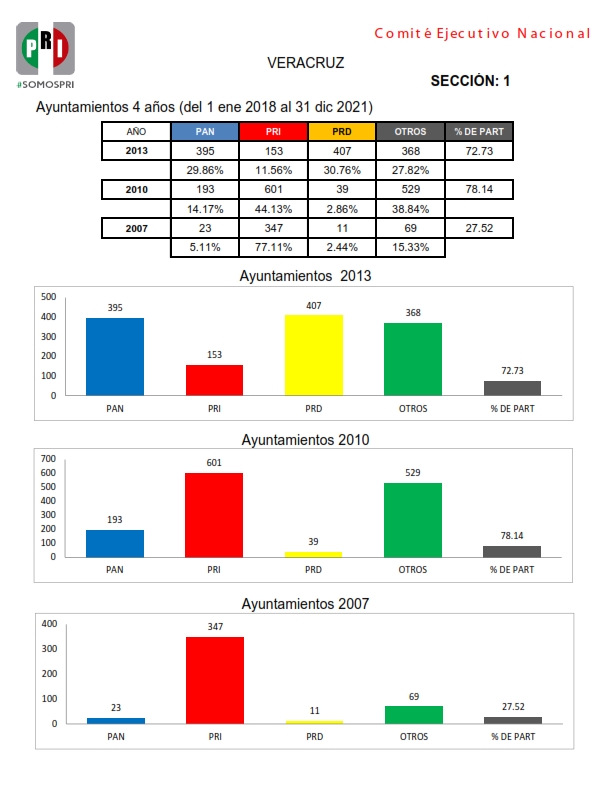 PRI
#SOMOSPRI
Comité Ejecutivo Nacional
VERACRUZ
SECCIÓN: 1
Ayuntamientos 4 años (del 1 ene 2018 al 31 dic 2021)
AÑO PAN PRI PRD OTROS % DE PART
2013 395 153 407 368 72.73
29.86% 11.56% 30.76% 27.82%
2010 193 601 39 529 78.14
14.17% 44.13% 2.86% 38.84%
2007 23 347 11 69 27.52
5.11% 77.11% 2.44% 15.33%
Ayuntamientos 2013
500
400
300
200
100
0
395 153 407 368 72.73
PAN PRI PRD OTROS % DE PART
Ayuntamientos 2010
700
600
500
400
300
200
100
0
193 601 39 529 78.14
PAN PRI PRD OTROS % DE PART
Ayuntamientos 2007
400
300
200
100
0
23 347 11 69 27.52
PAN PRI PRD OTROS % DE PART